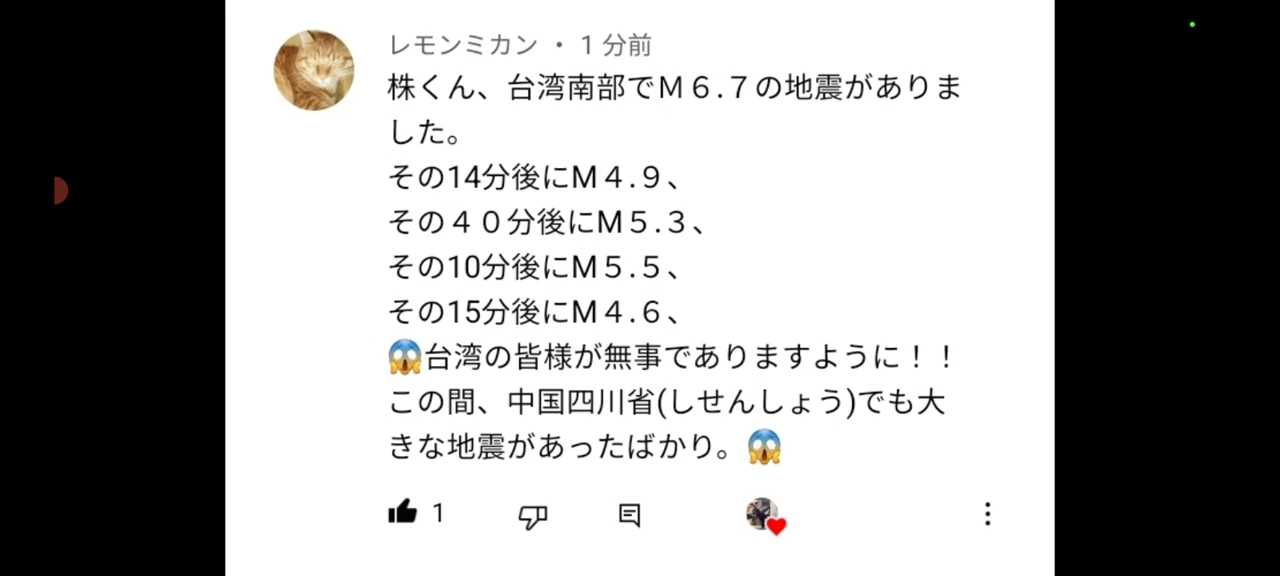 レモンミカン・1 分前
株くん、台湾南部でＭ６.７の地震がありま
した。
その14分後にM４.９、
その４０分後にM５.３、
その10分後にM５.５、
その15分後にM４.６、
😱台湾の皆様が無事でありますように！！
この間、中国四川省(しせんしょう)でも大
きな地震があったばかり。😱
1